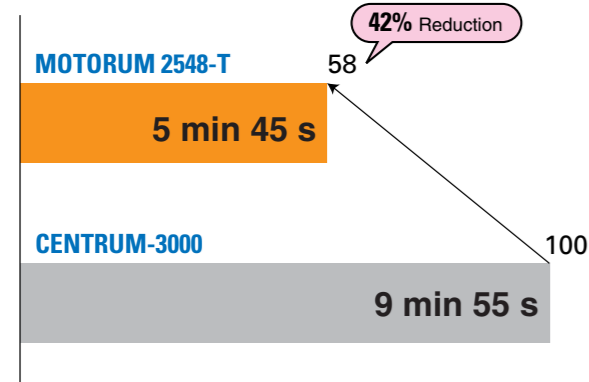 42% Reduction
MOTORUM 2548-T 58
5 min 45 s
CENTRUM-3000 100
9 min 55 s